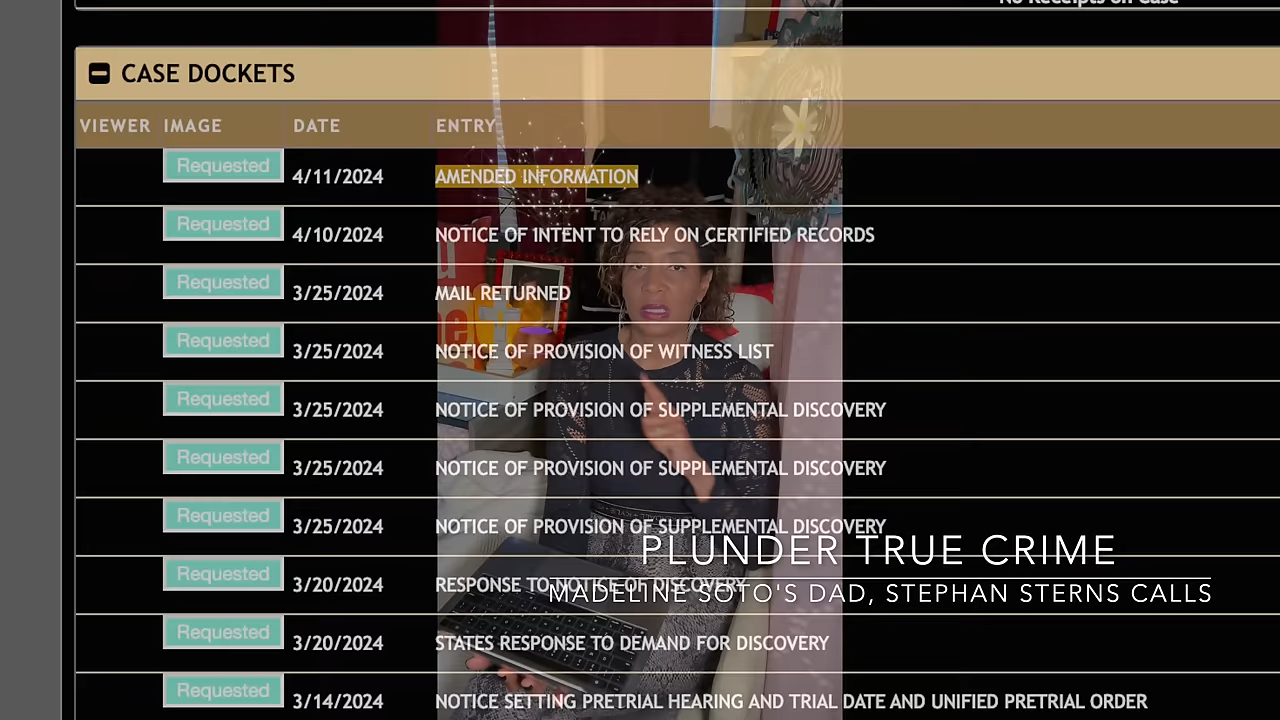 No Receipts on Case
CASE DOCKETS
VIEWER IMAGE DATE ENTRY
Requested 4/11/2024 AMENDED INFORMATION
Requested 4/10/2024 NOTICE OF INTENT TO RELY ON CERTIFIED RECORDS
Requested 3/25/2024 MAIL RETURNED
Requested 3/25/2024 NOTICE OF PROVISION OF WITNESS LIST
Requested 3/25/2024 NOTICE OF PROVISION OF SUPPLEMENTAL DISCOVERY
Requested 3/25/2024 NOTICE OF PROVISION OF SUPPLEMENTAL DISCOVERY
Requested 3/25/2024 NOTICE OF PROVISION OF SUPPLEMENTAL DISCOVERY
PLUNDER TRUE CRIME
Requested 3/20/2024 RESPONSE TO NOTICE OF DISCOVERY
MADELINE SOTO'S DAD, STEPHAN STERNS CALLS
Requested 3/20/2024 STATES RESPONSE TO DEMAND FOR DISCOVERY
Requested 3/14/2024 NOTICE SETTING PRETRIAL HEARING AND TRIAL DATE AND UNIFIED PRETRIAL ORDER